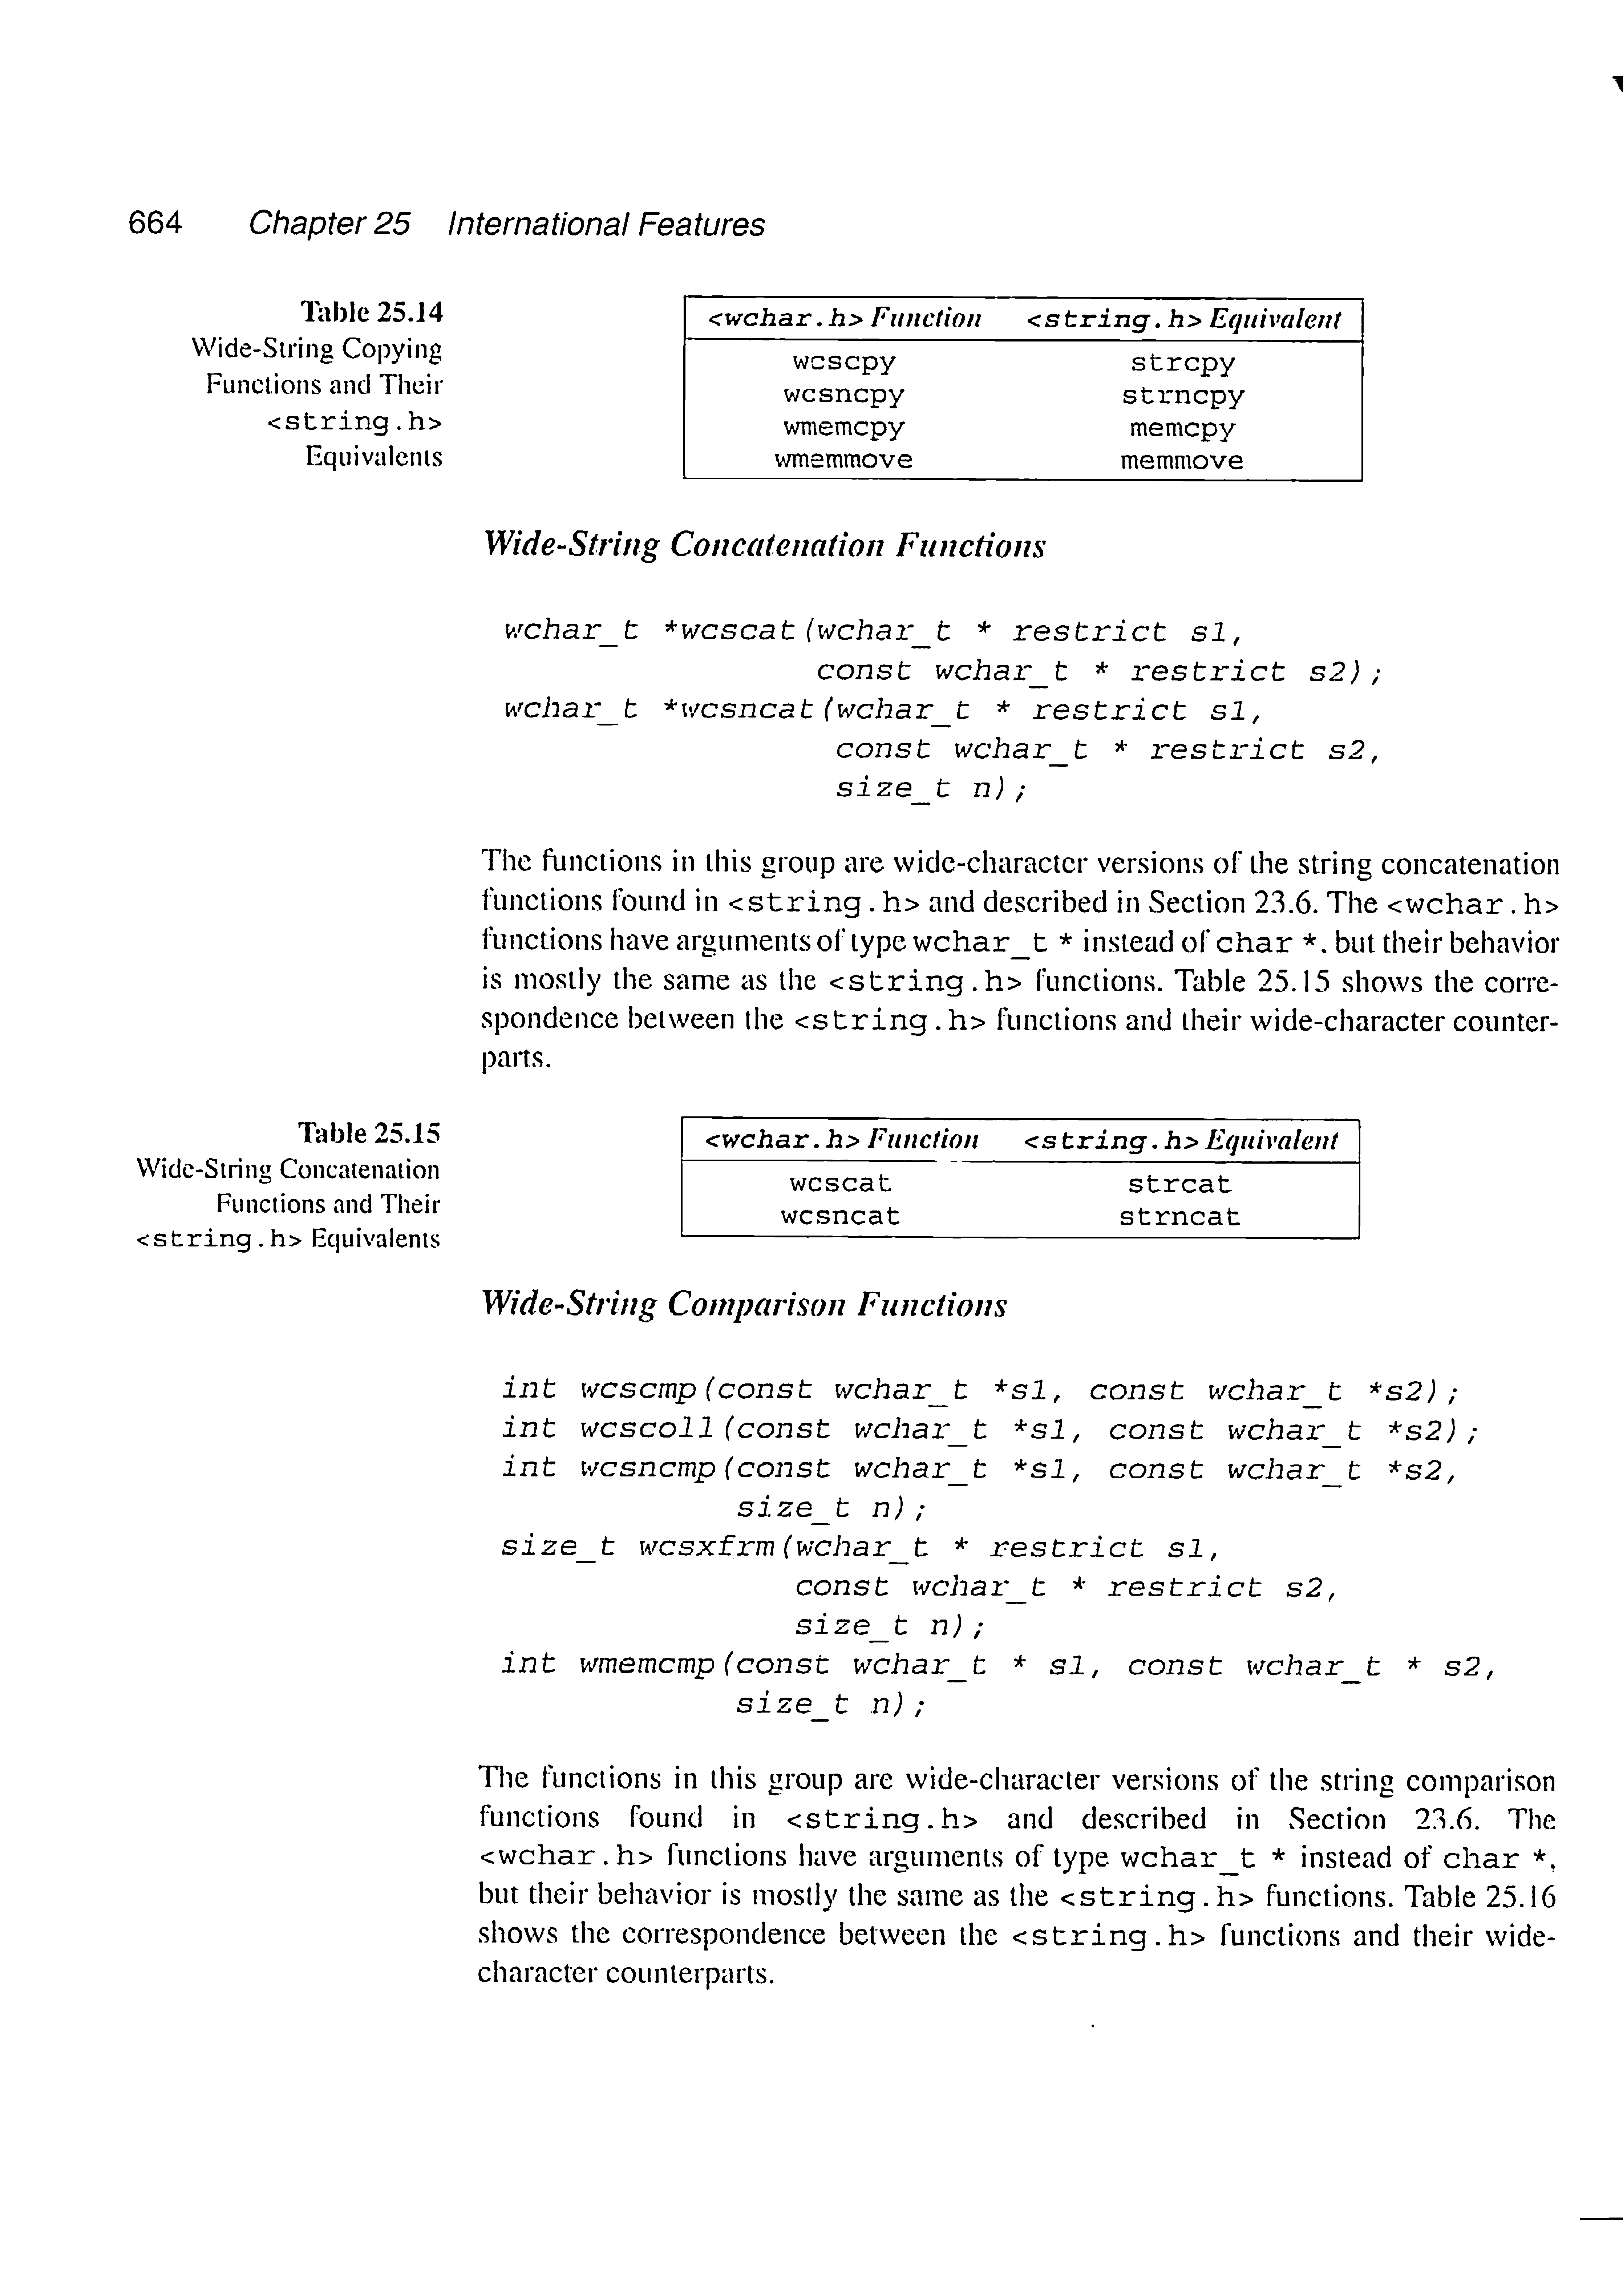 664 Chapter 25 International Features
Table 25.14
Wide-String Copying
Functions and Their
<string.h>
Equivalents
<wchar.h> Function <string.h> Equivalent
wcscpy strcpy
wcsncpy strncpy
wmemcpy memcpy
wmemmove memmove
Wide-String Concatenation Functions
wchar_t *wcscat(wchar_t * restrict s1,
const wchar_t * restrict s2);
wchar_t *wcsncat(wchar_t * restrict s1,
const wchar_t * restrict s2,
size_t n);
The functions in this group are wide-character versions of the string concatenation
functions found in <string.h> and described in Section 23.6. The <wchar.h>
functions have arguments of type wchar_t * instead of char *, but their behavior
is mostly the same as the <string.h> functions. Table 25.15 shows the corre-
spondence between the <string.h> functions and their wide-character counter-
parts.
Table 25.15
Wide-String Concatenation
Functions and Their
<string.h> Equivalents
<wchar.h> Function <string.h> Equivalent
wcscat strcat
wcsncat strncat
Wide-String Comparison Functions
int wcscmp(const wchar_t *s1, const wchar_t *s2);
int wcscoll(const wchar_t *s1, const wchar_t *s2);
int wcsncmp(const wchar_t *s1, const wchar_t *s2,
size_t n);
size_t wcsxfrm(wchar_t * restrict s1,
const wchar_t * restrict s2,
size_t n);
int wmemcmp(const wchar_t * s1, const wchar_t * s2,
size_t n);
The functions in this group are wide-character versions of the string comparison
functions found in <string.h> and described in Section 23.6. The
<wchar.h> functions have arguments of type wchar_t * instead of char *,
but their behavior is mostly the same as the <string.h> functions. Table 25.16
shows the correspondence between the <string.h> functions and their wide-
character counterparts.